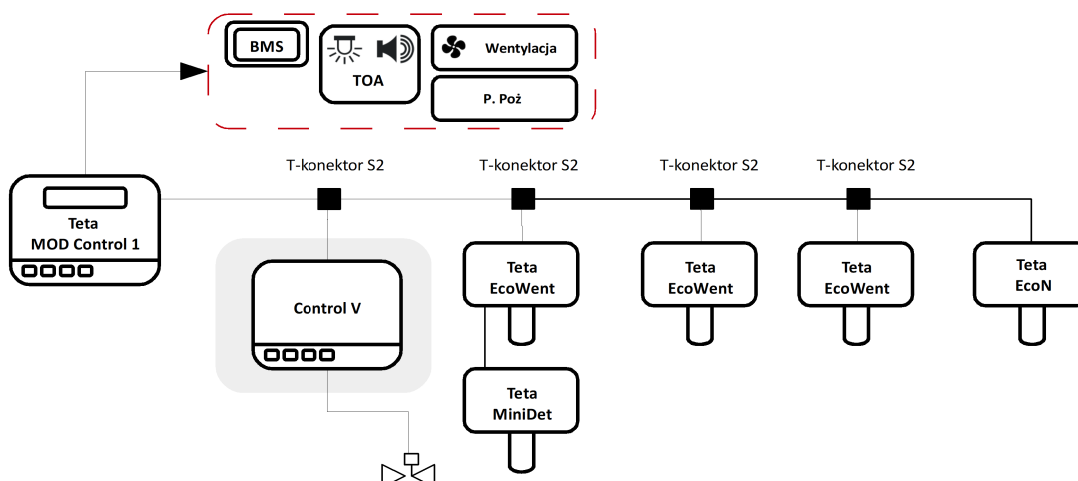 BMS
TOA
Wentylacja
P. Poż
T-konektor S2
T-konektor S2
T-konektor S2
T-konektor S2
Teta
MOD Control 1
Control V
Teta
EcoWent
Teta
EcoWent
Teta
EcoWent
Teta
EcoN
Teta
MiniDet